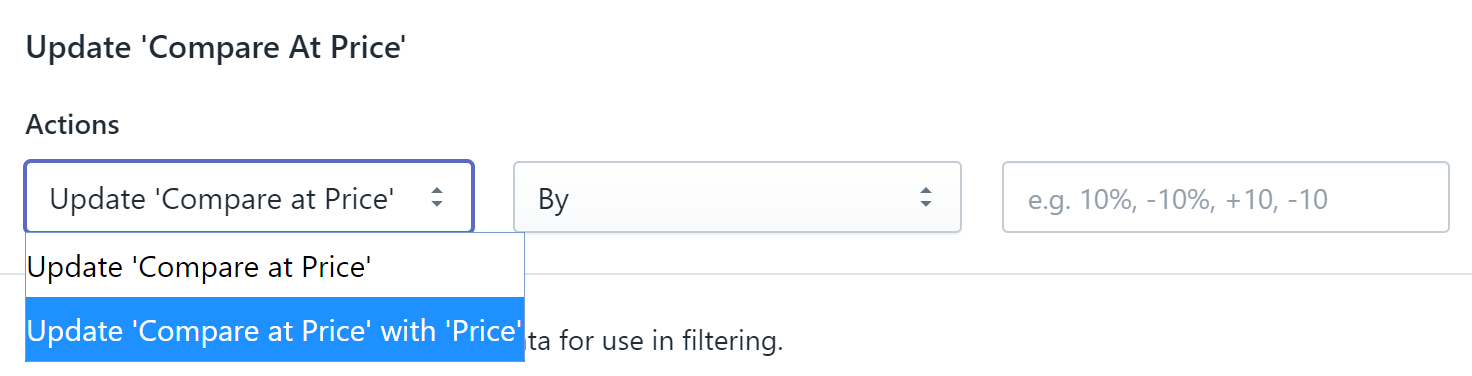 Update 'Compare At Price'
Actions
Update 'Compare at Price' By e.g. 10%, -10%, +10, -10
Update 'Compare at Price'
Update 'Compare at Price' with 'Price'
for use in filtering.